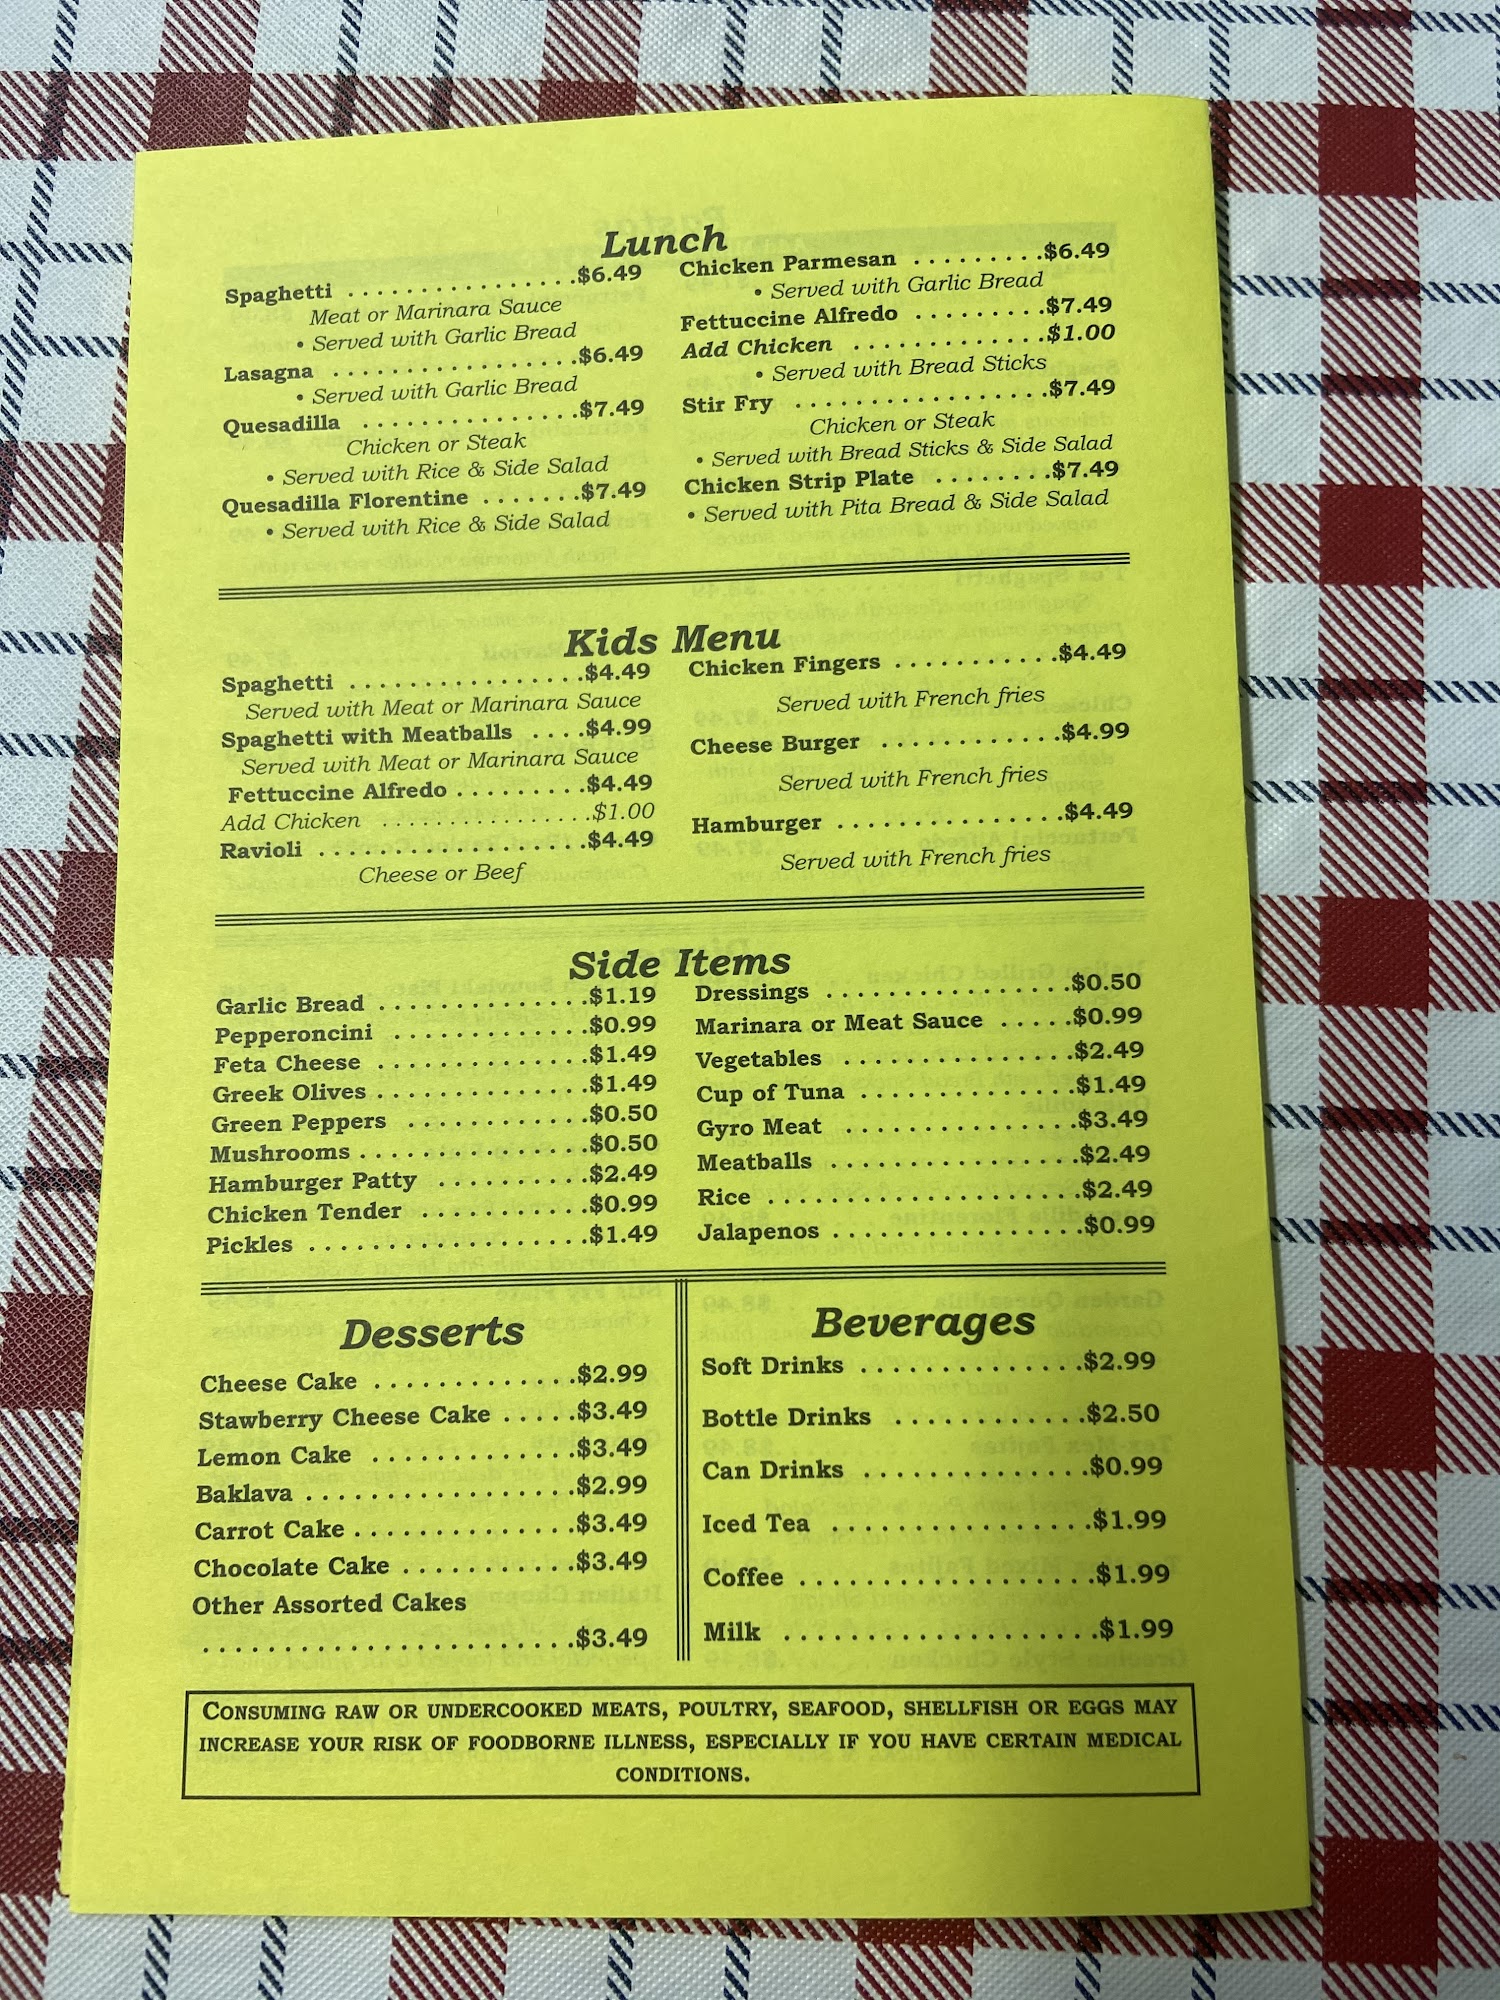 Lunch
Spaghetti . . . . . . . . . . . . . . . . .$6.49
Meat or Marinara Sauce
• Served with Garlic Bread
Lasagna . . . . . . . . . . . . . . . . . .$6.49
• Served with Garlic Bread
Quesadilla . . . . . . . . . . . . . . . .$7.49
Chicken or Steak
• Served with Rice & Side Salad
Quesadilla Florentine . . . . . . .$7.49
• Served with Rice & Side Salad
Chicken Parmesan . . . . . . . . .$6.49
• Served with Garlic Bread
Fettuccine Alfredo . . . . . . . . .$7.49
Add Chicken . . . . . . . . . . . . .$1.00
• Served with Bread Sticks
Stir Fry . . . . . . . . . . . . . . . . .$7.49
Chicken or Steak
• Served with Bread Sticks & Side Salad
Chicken Strip Plate . . . . . . . .$7.49
• Served with Pita Bread & Side Salad
Kids Menu
Spaghetti . . . . . . . . . . . . . . . .$4.49
Served with Meat or Marinara Sauce
Spaghetti with Meatballs . . . .$4.99
Served with Meat or Marinara Sauce
Fettuccine Alfredo . . . . . . . . .$4.49
Add Chicken . . . . . . . . . . . . . .$1.00
Ravioli . . . . . . . . . . . . . . . . . .$4.49
Cheese or Beef
Chicken Fingers . . . . . . . . . . .$4.49
Served with French fries
Cheese Burger . . . . . . . . . . . .$4.99
Served with French fries
Hamburger . . . . . . . . . . . . . . .$4.49
Served with French fries
Side Items
Garlic Bread . . . . . . . . . . . . . .$1.19
Pepperoncini . . . . . . . . . . . . .$0.99
Feta Cheese . . . . . . . . . . . . . .$1.49
Greek Olives . . . . . . . . . . . . . .$1.49
Green Peppers . . . . . . . . . . . .$0.50
Mushrooms . . . . . . . . . . . . . . .$0.50
Hamburger Patty . . . . . . . . . .$2.49
Chicken Tender . . . . . . . . . . .$0.99
Pickles . . . . . . . . . . . . . . . . . .$1.49
Dressings . . . . . . . . . . . . . . . .$0.50
Marinara or Meat Sauce . . . . .$0.99
Vegetables . . . . . . . . . . . . . . .$2.49
Cup of Tuna . . . . . . . . . . . . . .$1.49
Gyro Meat . . . . . . . . . . . . . . .$3.49
Meatballs . . . . . . . . . . . . . . . .$2.49
Rice . . . . . . . . . . . . . . . . . . . .$2.49
Jalapenos . . . . . . . . . . . . . . . .$0.99
Desserts
Cheese Cake . . . . . . . . . . . . .$2.99
Stawberry Cheese Cake . . . . .$3.49
Lemon Cake . . . . . . . . . . . . . .$3.49
Baklava . . . . . . . . . . . . . . . . .$2.99
Carrot Cake . . . . . . . . . . . . . .$3.49
Chocolate Cake . . . . . . . . . . .$3.49
Other Assorted Cakes
. . . . . . . . . . . . . . . . . . . . . . .$3.49
Beverages
Soft Drinks . . . . . . . . . . . . . .$2.99
Bottle Drinks . . . . . . . . . . . .$2.50
Can Drinks . . . . . . . . . . . . . .$0.99
Iced Tea . . . . . . . . . . . . . . . .$1.99
Coffee . . . . . . . . . . . . . . . . . .$1.99
Milk . . . . . . . . . . . . . . . . . . .$1.99
CONSUMING RAW OR UNDERCOOKED MEATS, POULTRY, SEAFOOD, SHELLFISH OR EGGS MAY
INCREASE YOUR RISK OF FOODBORNE ILLNESS, ESPECIALLY IF YOU HAVE CERTAIN MEDICAL
CONDITIONS.